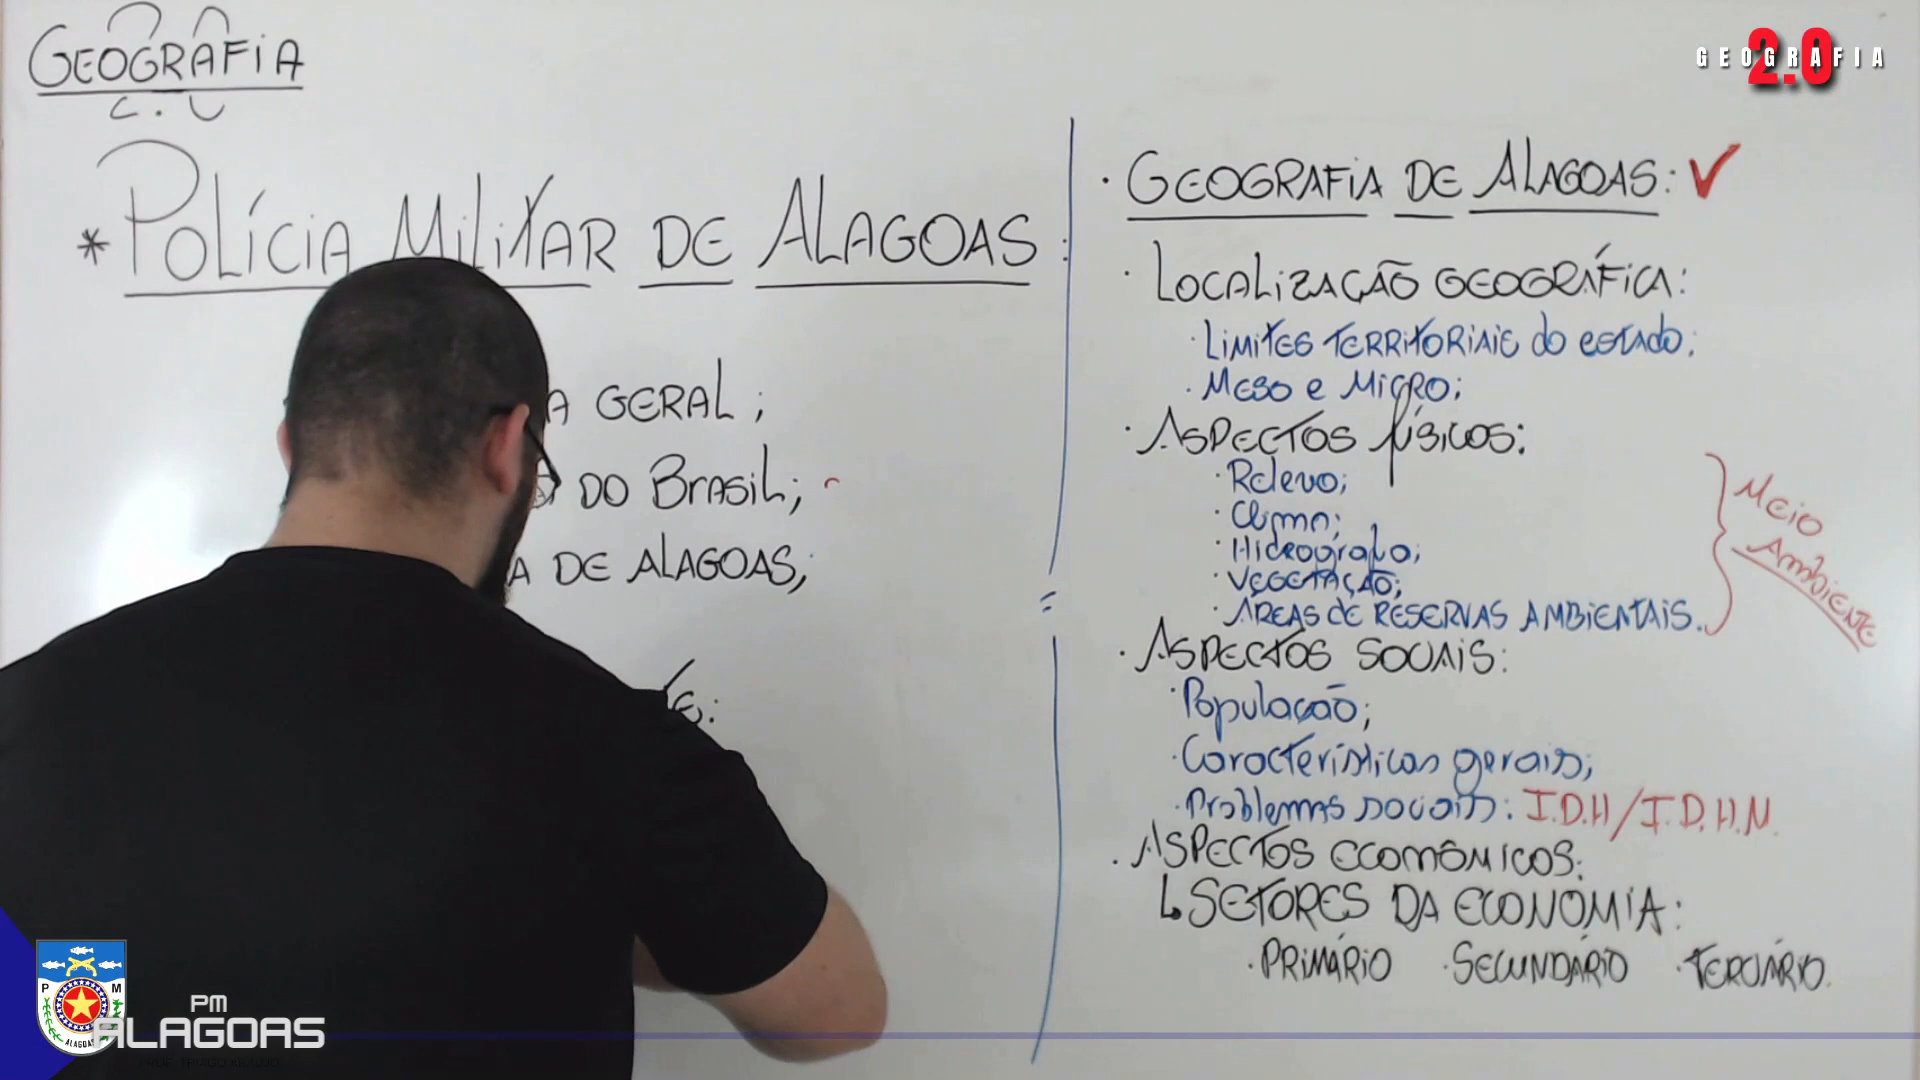 GEOGRAFIA
* POLÍCIA MILITAR DE ALAGOAS:
A GERAL;
DO BRASIL;
A DE ALAGOAS,
E:
· GEOGRAFIA DE ALAGOAS: ✓
· LOCALIZAÇÃO GEOGRÁFICA:
· LIMITES TERRITORIAIS do estado;
· MESO e MICRO;
· ASPECTOS FÍSICOS:
· Relevo;
· Clima;
· Hidrografia;
· VEGETAÇÃO;
· ÁREAS DE RESERVAS AMBIENTAIS.
MEIO
AMBIENTE
· ASPECTOS SOCIAIS:
· População;
· Características gerais;
· Problemas sociais: I.D.H/I.D.H.M.
· ASPECTOS ECONÔMICOS:
↳ SETORES DA ECONOMIA:
· PRIMÁRIO · SECUNDÁRIO · TERCIÁRIO.
GEOGRAFIA
2.0
P M
ALAGOAS
PM
ALAGOAS